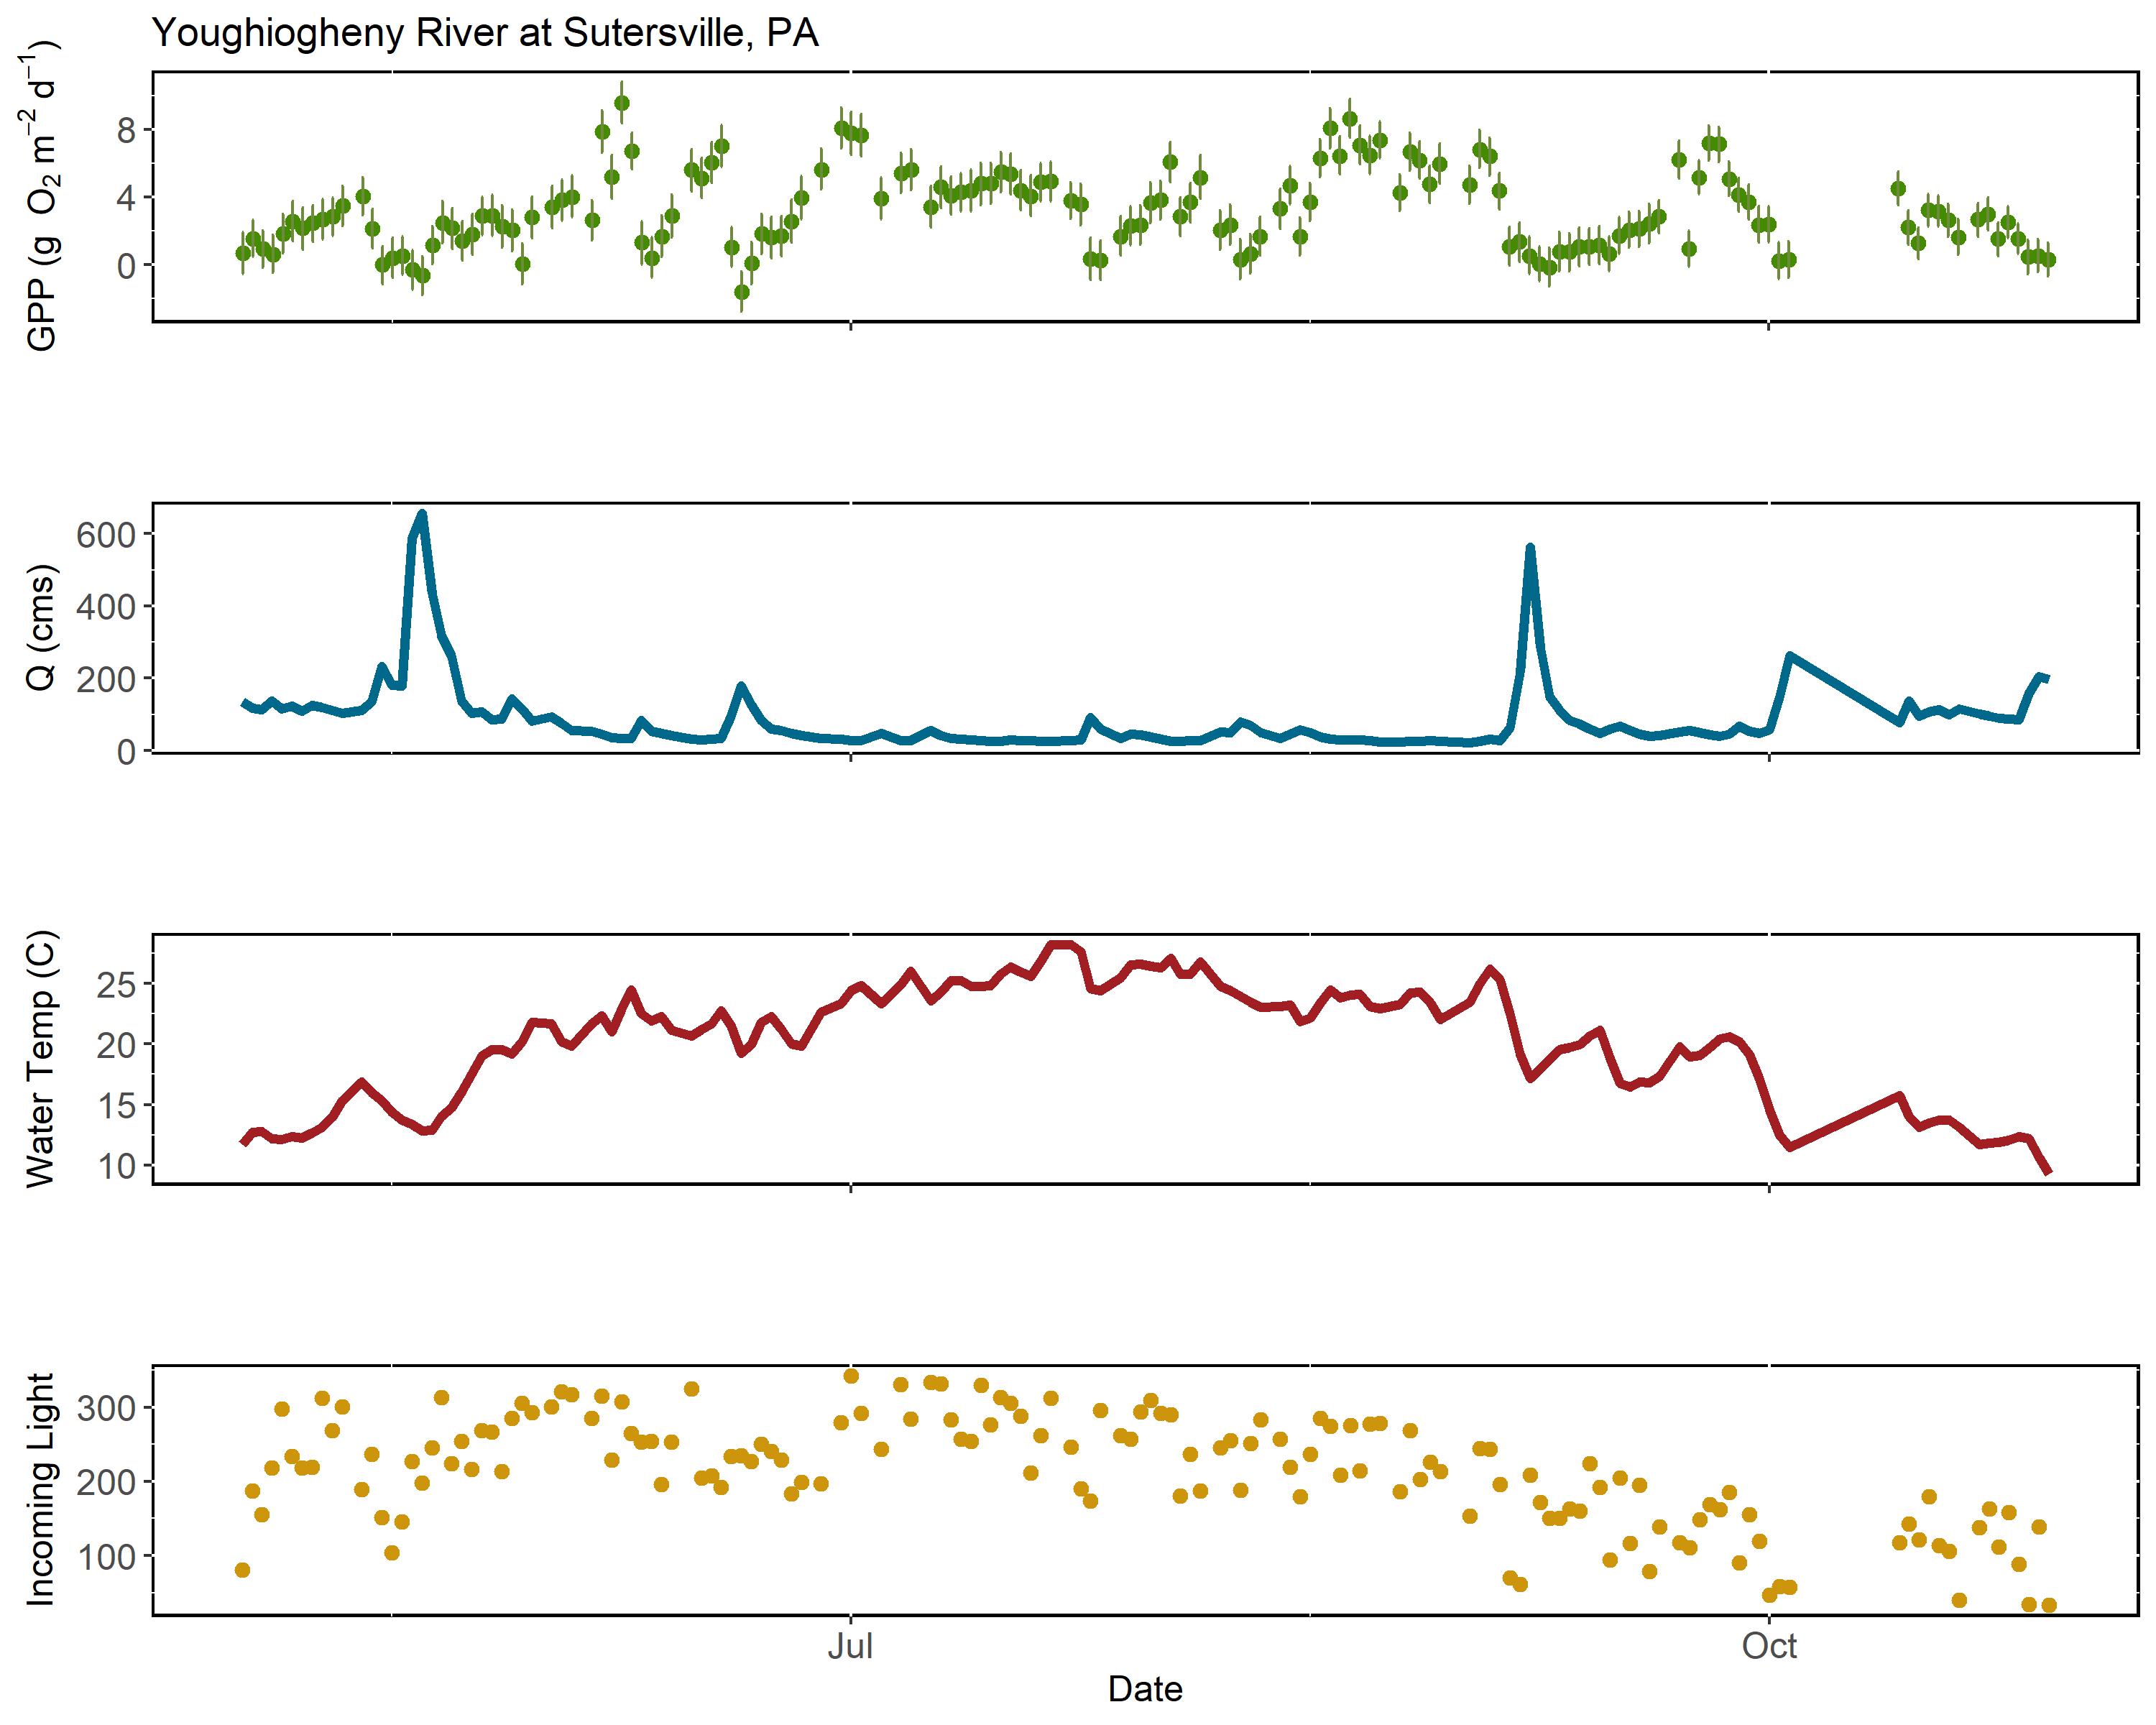 Youghiogheny River at Sutersville, PA
GPP (g O₂ m⁻² d⁻¹)
8
4
0
Q (cms)
600
400
200
0
Water Temp (C)
25
20
15
10
Incoming Light
300
200
100
Jul Oct
Date